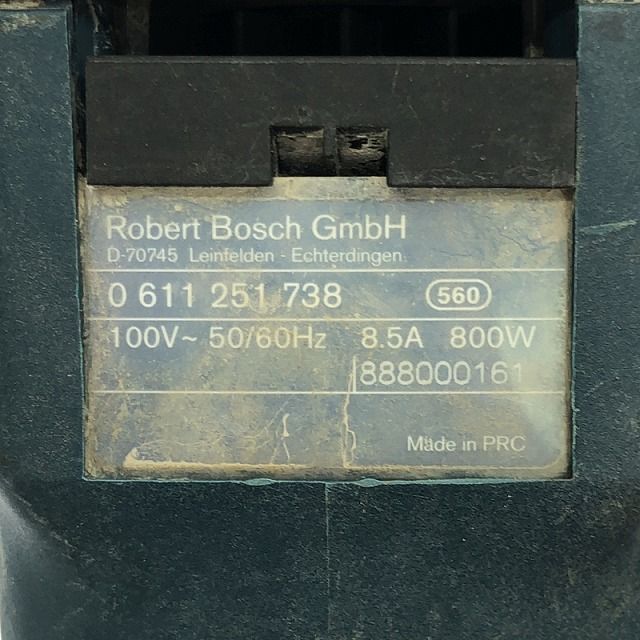 Robert Bosch GmbH
D-70745 Leinfelden - Echterdingen
0 611 251 738 560
100V~ 50/60Hz 8.5A 800W
888000161
Made in PRC